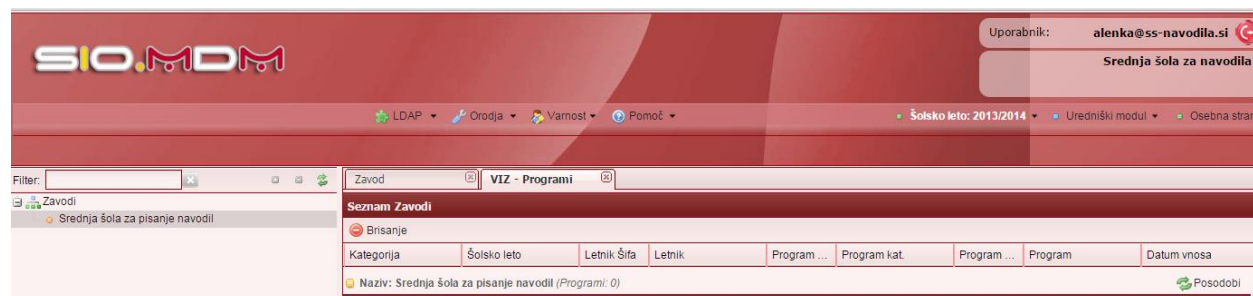 SIO.MDM
Uporabnik: alenka@ss-navodila.si
Srednja šola za navodila
LDAP Orodja Varnost Pomoč Šolsko leto: 2013/2014 Uredniški modul Osebna stran
Filter: Zavod VIZ - Programi
Zavodi
Srednja šola za pisanje navodil
Seznam Zavodi
Brisanje
Kategorija Šolsko leto Letnik Šifa Letnik Program ... Program kat. Program ... Program Datum vnosa
Naziv: Srednja šola za pisanje navodil (Programi: 0) Posodobi